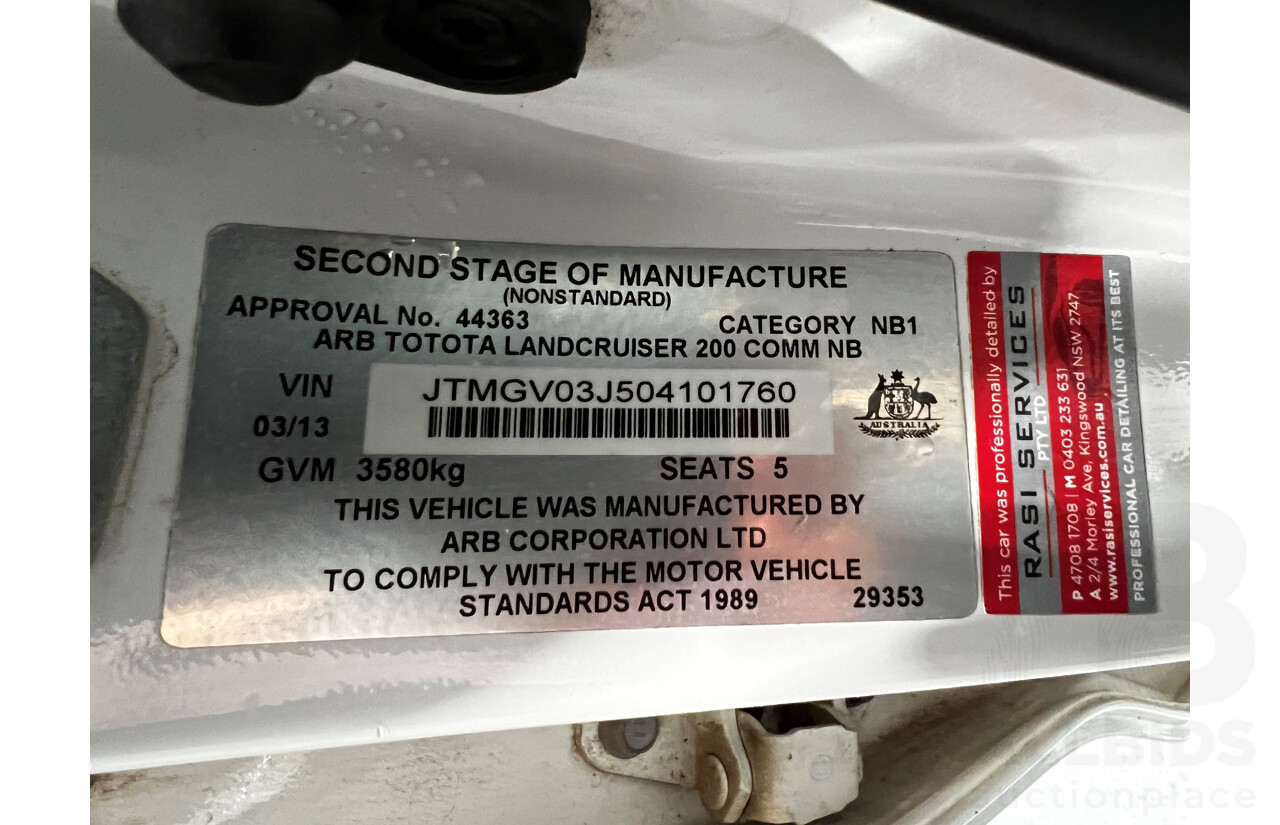 SECOND STAGE OF MANUFACTURE
(NONSTANDARD)
APPROVAL No. 44363 CATEGORY NB1
ARB TOTOTA LANDCRUISER 200 COMM NB
VIN JTMGV03J504101760
03/13
AUSTRALIA
GVM 3580kg SEATS 5
THIS VEHICLE WAS MANUFACTURED BY
ARB CORPORATION LTD
TO COMPLY WITH THE MOTOR VEHICLE
STANDARDS ACT 1989 29353
This car was professionally detailed by
RASI SERVICES
PTY LTD
P 4708 1708 | M 0403 233 631
A 2/4 Morley Ave, Kingswood NSW 2747
www.rasiservices.com.au
PROFESSIONAL CAR DETAILING AT ITS BEST